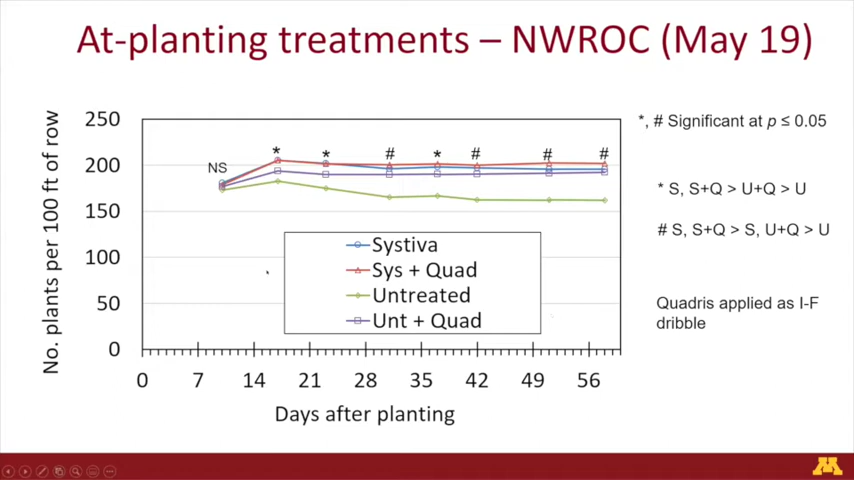 At-planting treatments – NWROC (May 19)
No. plants per 100 ft of row
250
200
150
100
50
0
NS * * # * # # #
Systiva
Sys + Quad
Untreated
Unt + Quad
0 7 14 21 28 35 42 49 56
Days after planting
*, # Significant at p ≤ 0.05
* S, S+Q > U+Q > U
# S, S+Q > S, U+Q > U
Quadris applied as I-F
dribble
M